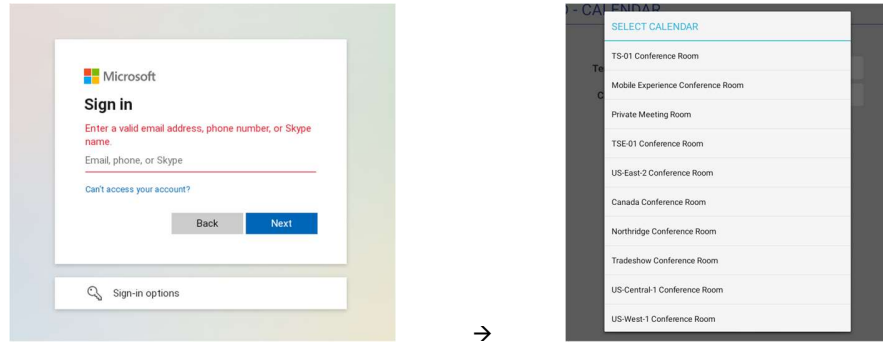 Microsoft
Sign in
Enter a valid email address, phone number, or Skype
name.
Email, phone, or Skype
Can't access your account?
Back Next
Sign-in options
→
- CALENDAR
SELECT CALENDAR
TS-01 Conference Room
Te
Mobile Experience Conference Room
C
Private Meeting Room
TSE-01 Conference Room
US-East-2 Conference Room
Canada Conference Room
Northridge Conference Room
Tradeshow Conference Room
US-Central-1 Conference Room
US-West-1 Conference Room